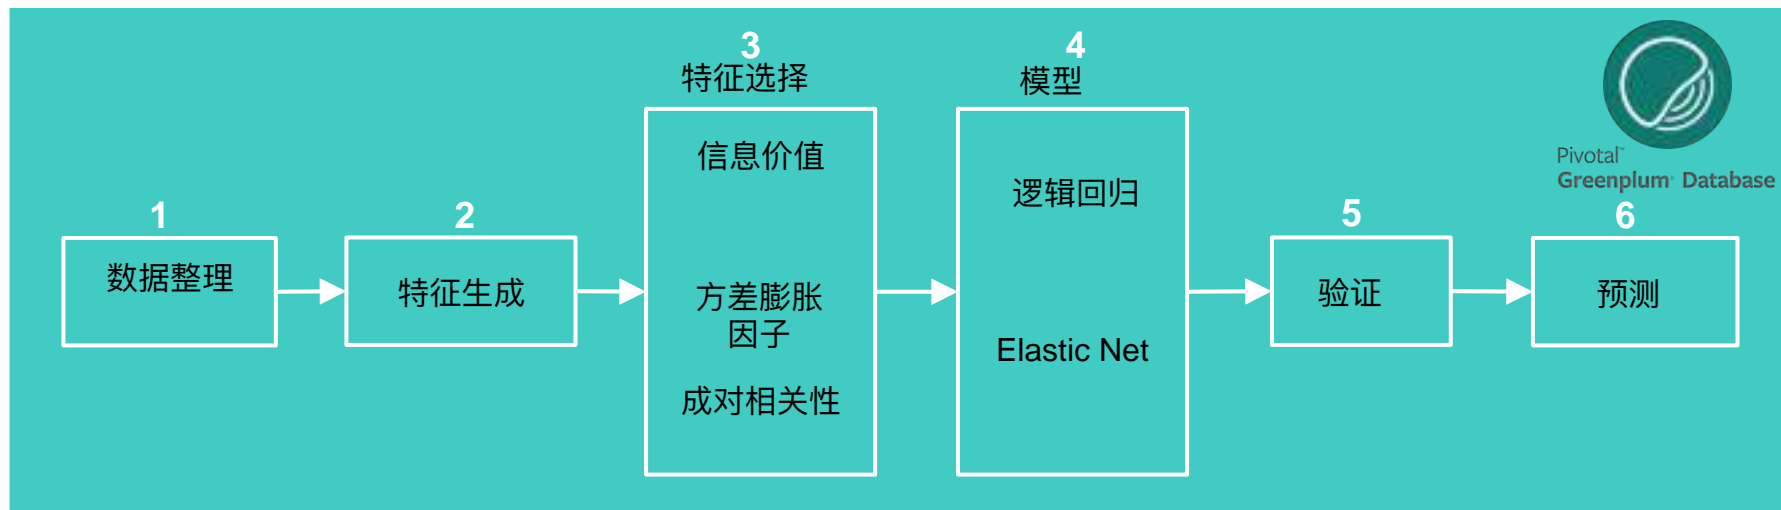 1
数据整理
2
特征生成
3
特征选择
信息价值
方差膨胀
因子
成对相关性
4
模型
逻辑回归
Elastic Net
5
验证
6
预测
Pivotal™
Greenplum® Database